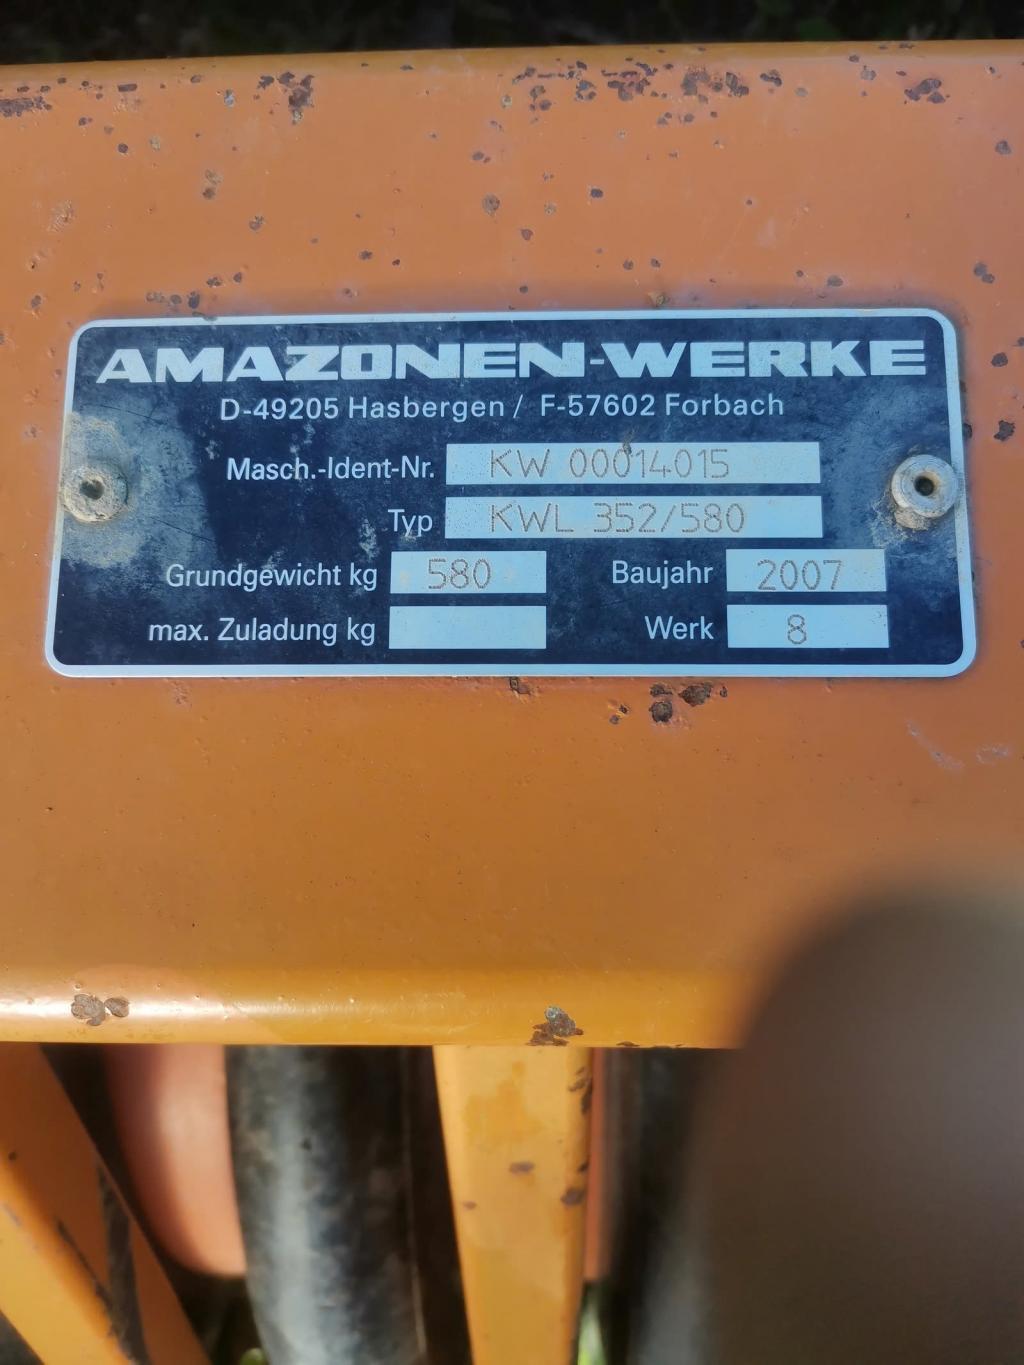 AMAZONEN-WERKE
D-49205 Hasbergen / F-57602 Forbach
Masch.-Ident-Nr. KW 00014015
Typ KWL 352/580
Grundgewicht kg 580 Baujahr 2007
max. Zuladung kg Werk 8